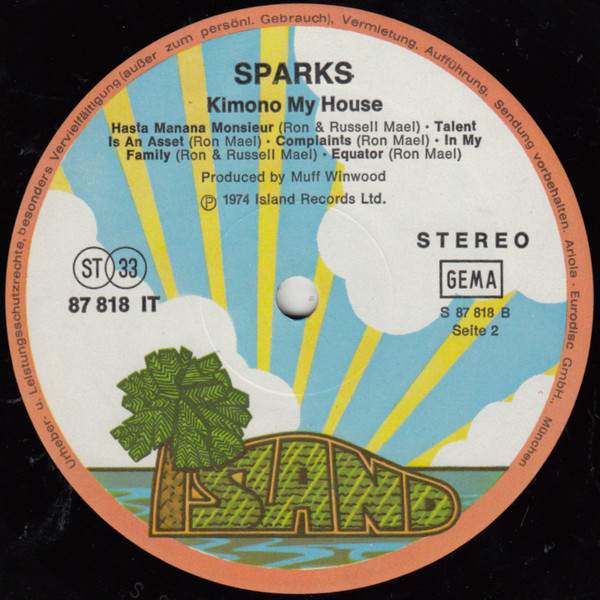 Urheber- u. Leistungsschutzrechte, besonders Vervielfältigung (außer zum persönl. Gebrauch), Vermietung, Aufführung, Sendung vorbehalten. Ariola - Eurodisc GmbH., München
SPARKS
Kimono My House
Hasta Manana Monsieur (Ron & Russell Mael) · Talent
Is An Asset (Ron Mael) · Complaints (Ron Mael) · In My
Family (Ron & Russell Mael) · Equator (Ron Mael)
Produced by Muff Winwood
Ⓟ 1974 Island Records Ltd.
STEREO
ST 33
GEMA
87 818 IT
S 87 818 B
Seite 2
ISLAND